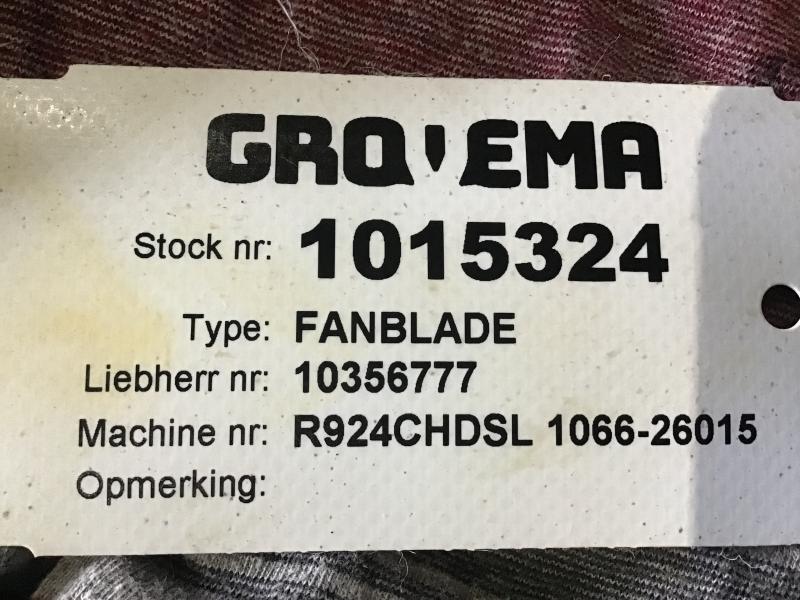 GRO'EMA
Stock nr: 1015324
Type: FANBLADE
Liebherr nr: 10356777
Machine nr: R924CHDSL 1066-26015
Opmerking: